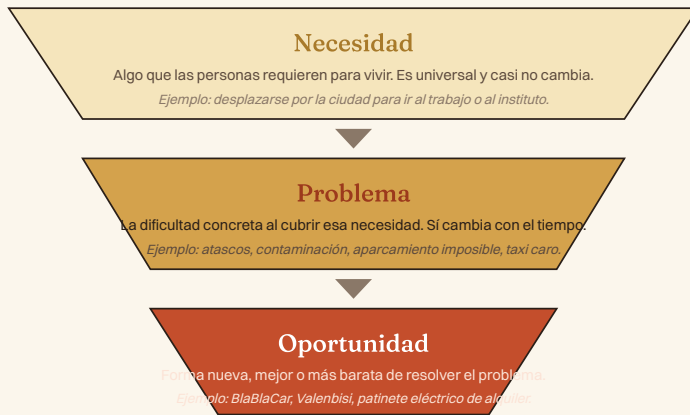 Necesidad
Algo que las personas requieren para vivir. Es universal y casi no cambia.
Ejemplo: desplazarse por la ciudad para ir al trabajo o al instituto.
Problema
La dificultad concreta al cubrir esa necesidad. Sí cambia con el tiempo.
Ejemplo: atascos, contaminación, aparcamiento imposible, taxi caro.
Oportunidad
Forma nueva, mejor o más barata de resolver el problema.
Ejemplo: BlaBlaCar, Valenbisi, patinete eléctrico de alquiler.